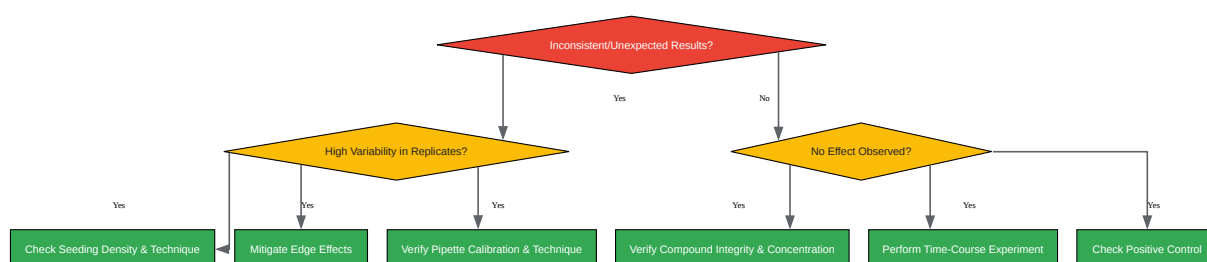 Inconsistent/Unexpected Results?
Yes
No
High Variability in Replicates?
No Effect Observed?
Yes
Yes
Yes
Yes
Yes
Yes
Check Seeding Density & Technique
Mitigate Edge Effects
Verify Pipette Calibration & Technique
Verify Compound Integrity & Concentration
Perform Time-Course Experiment
Check Positive Control